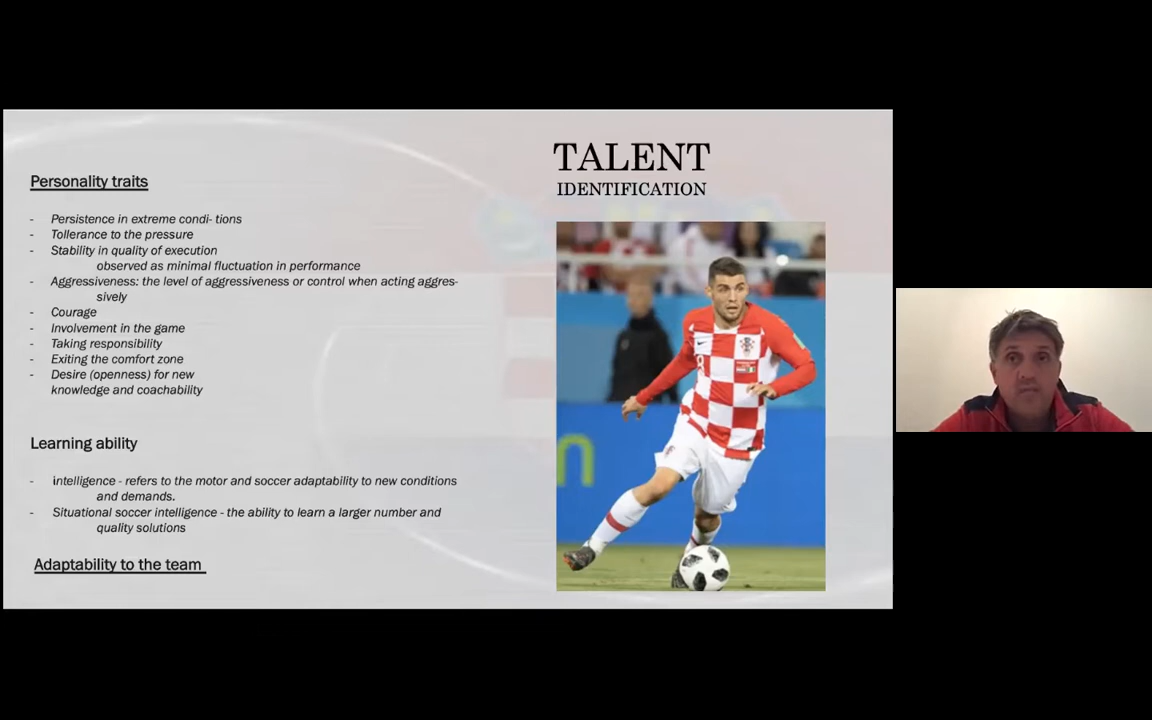 TALENT
IDENTIFICATION
Personality traits
- Persistence in extreme condi- tions
- Tollerance to the pressure
- Stability in quality of execution
observed as minimal fluctuation in performance
- Aggressiveness: the level of aggressiveness or control when acting aggres-
sively
- Courage
- Involvement in the game
- Taking responsibility
- Exiting the comfort zone
- Desire (openness) for new
knowledge and coachability
Learning ability
- intelligence - refers to the motor and soccer adaptability to new conditions
and demands.
- Situational soccer intelligence - the ability to learn a larger number and
quality solutions
Adaptability to the team